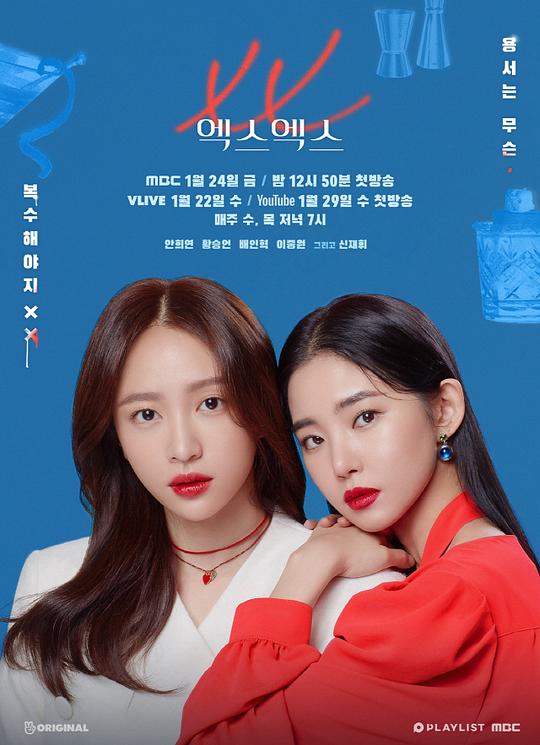 XX
엑스엑스
MBC 1월 24일 금 / 밤 12시 50분 첫방송
VLIVE 1월 22일 수 / YouTube 1월 29일 수 첫방송
매주 수, 목 저녁 7시
안희연 황승언 배인혁 이종원 그리고 신재휘
용서는 무슨.
복수해야지 XX
V ORIGINAL
PLAYLIST MBC